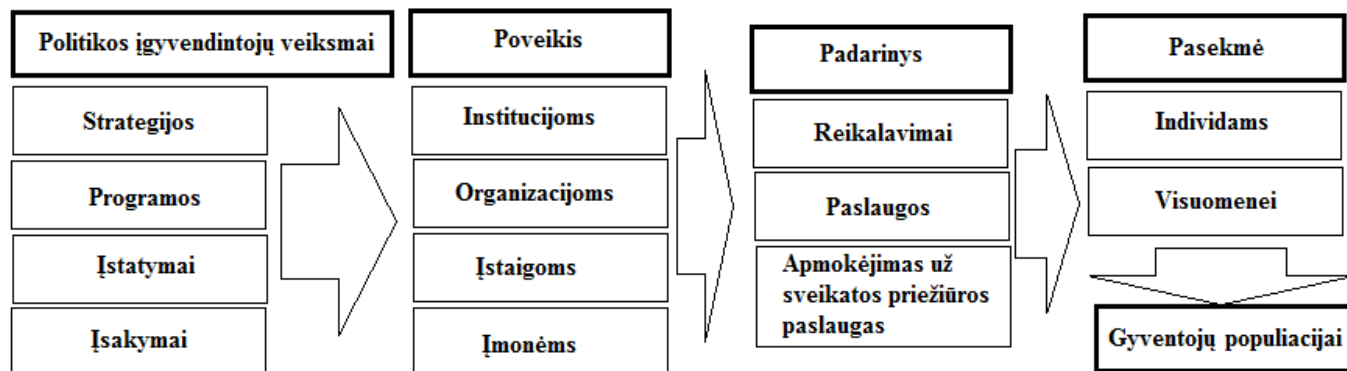 Politikos įgyvendintojų veiksmai
Strategijos
Programos
Įstatymai
Įsakymai
Poveikis
Institucijoms
Organizacijoms
Įstaigoms
Įmonėms
Padarinys
Reikalavimai
Paslaugos
Apmokėjimas už
sveikatos priežiūros
paslaugas
Pasekmė
Individams
Visuomenei
Gyventojų populiacijai